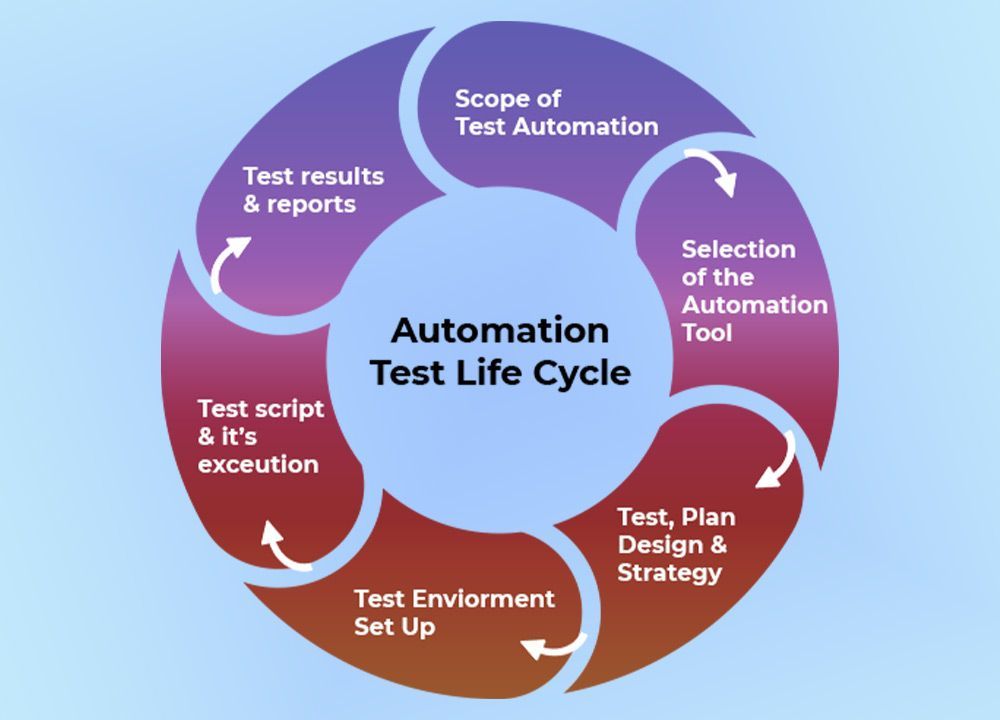 Scope of
Test Automation
Selection
of the
Automation
Tool
Test, Plan
Design &
Strategy
Test Enviorment
Set Up
Test script
& it’s
exceution
Test results
& reports
Automation
Test Life Cycle